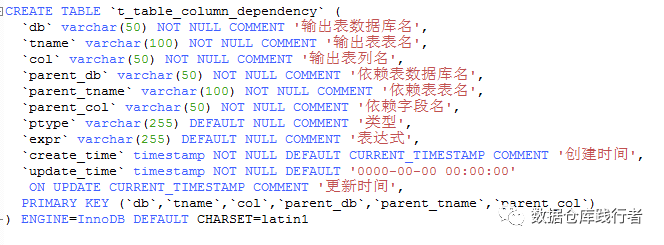 CREATE TABLE `t_table_column_dependency` (
`db` varchar(50) NOT NULL COMMENT '输出表数据库名',
`tname` varchar(100) NOT NULL COMMENT '输出表表名',
`col` varchar(50) NOT NULL COMMENT '输出表列名',
`parent_db` varchar(50) NOT NULL COMMENT '依赖表数据库名',
`parent_tname` varchar(100) NOT NULL COMMENT '依赖表表名',
`parent_col` varchar(50) NOT NULL COMMENT '依赖字段名',
`ptype` varchar(255) DEFAULT NULL COMMENT '类型',
`expr` varchar(255) DEFAULT NULL COMMENT '表达式',
`create_time` timestamp NOT NULL DEFAULT CURRENT_TIMESTAMP COMMENT '创建时间',
`update_time` timestamp NOT NULL DEFAULT '0000-00-00 00:00:00'
ON UPDATE CURRENT_TIMESTAMP COMMENT '更新时间',
PRIMARY KEY (`db`,`tname`,`col`,`parent_db`,`parent_tname`,`parent_col`)
) ENGINE=InnoDB DEFAULT CHARSET=latin1
数据仓库践行者